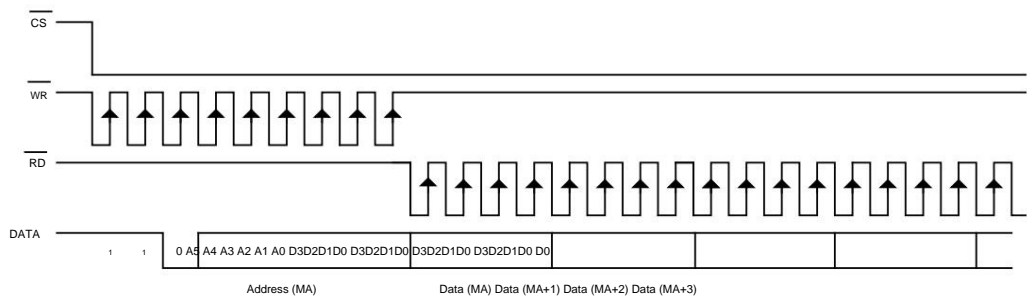 CS
WR
RD
DATA
1 1 0 A5 A4 A3 A2 A1 A0 D3D2D1D0 D3D2D1D0 D3D2D1D0 D3D2D1D0 D0
Address (MA) Data (MA) Data (MA+1) Data (MA+2) Data (MA+3)